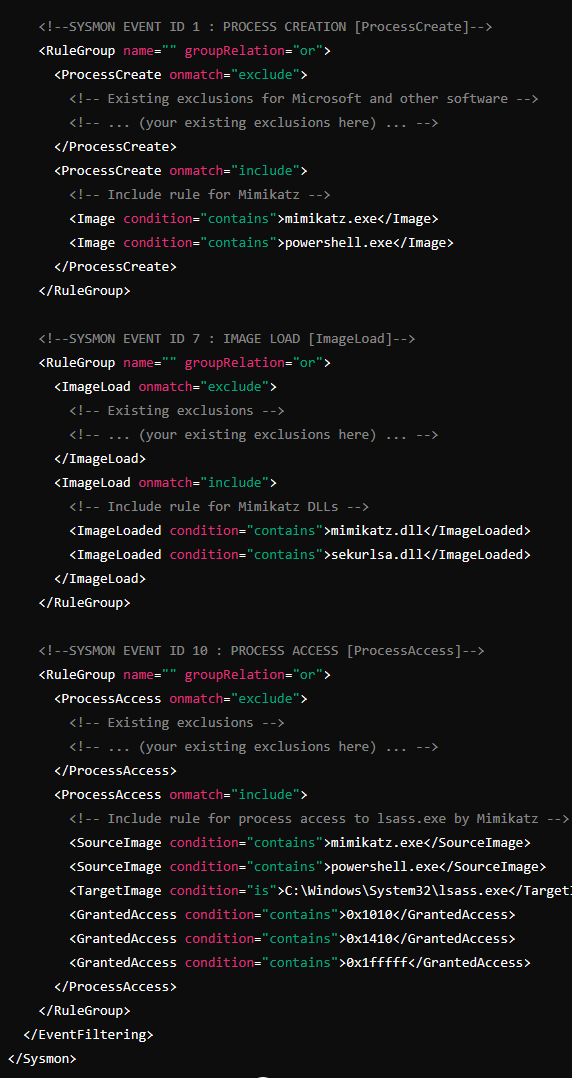 <!--SYSMON EVENT ID 1 : PROCESS CREATION [ProcessCreate]-->
<RuleGroup name="" groupRelation="or">
<ProcessCreate onmatch="exclude">
<!-- Existing exclusions for Microsoft and other software -->
<!-- ... (your existing exclusions here) ... -->
</ProcessCreate>
<ProcessCreate onmatch="include">
<!-- Include rule for Mimikatz -->
<Image condition="contains">mimikatz.exe</Image>
<Image condition="contains">powershell.exe</Image>
</ProcessCreate>
</RuleGroup>
<!--SYSMON EVENT ID 7 : IMAGE LOAD [ImageLoad]-->
<RuleGroup name="" groupRelation="or">
<ImageLoad onmatch="exclude">
<!-- Existing exclusions -->
<!-- ... (your existing exclusions here) ... -->
</ImageLoad>
<ImageLoad onmatch="include">
<!-- Include rule for Mimikatz DLLs -->
<ImageLoaded condition="contains">mimikatz.dll</ImageLoaded>
<ImageLoaded condition="contains">sekurlsa.dll</ImageLoaded>
</ImageLoad>
</RuleGroup>
<!--SYSMON EVENT ID 10 : PROCESS ACCESS [ProcessAccess]-->
<RuleGroup name="" groupRelation="or">
<ProcessAccess onmatch="exclude">
<!-- Existing exclusions -->
<!-- ... (your existing exclusions here) ... -->
</ProcessAccess>
<ProcessAccess onmatch="include">
<!-- Include rule for process access to lsass.exe by Mimikatz -->
<SourceImage condition="contains">mimikatz.exe</SourceImage>
<SourceImage condition="contains">powershell.exe</SourceImage>
<TargetImage condition="is">C:\Windows\System32\lsass.exe</TargetI
<GrantedAccess condition="contains">0x1010</GrantedAccess>
<GrantedAccess condition="contains">0x1410</GrantedAccess>
<GrantedAccess condition="contains">0x1fffff</GrantedAccess>
</ProcessAccess>
</RuleGroup>
</EventFiltering>
</Sysmon>